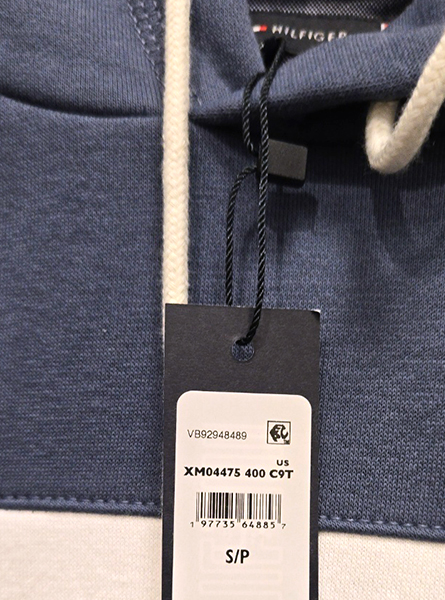 HILFIGER
VB92948489
US
XM04475 400 C9T
1 97735 64885 7
S/P